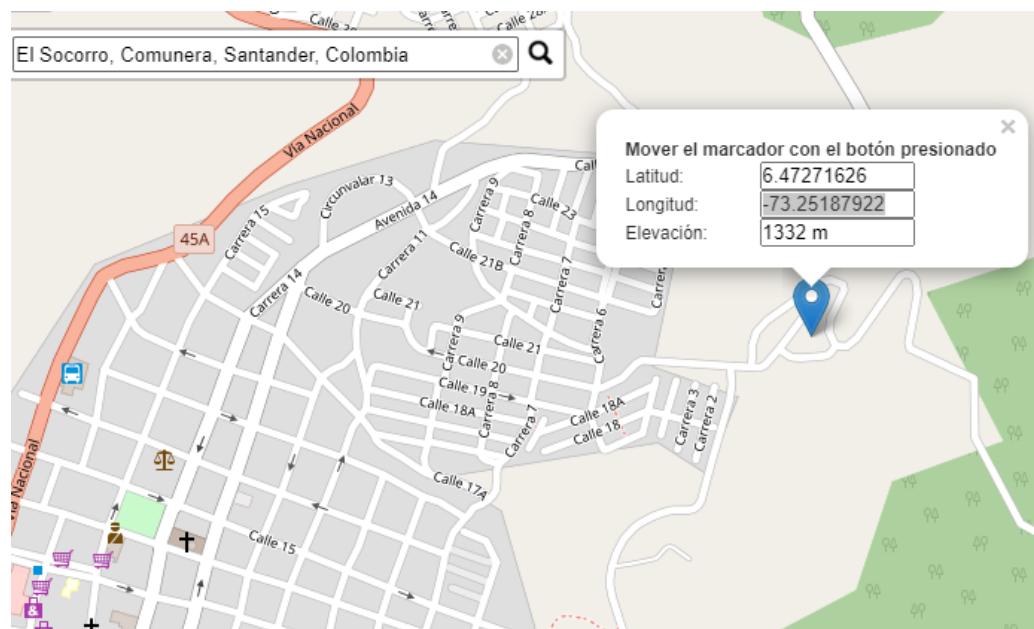 Calle 28
El Socorro, Comunera, Santander, Colombia
Mover el marcador con el botón presionado
Latitud: 6.47271626
Longitud: -73.25187922
Elevación: 1332 m
Vía Nacional
45A
Circunvalar 13
Avenida 14
Carrera 15
Carrera 14
Carrera 11
Carrera 9
Carrera 8
Calle 23
Calle 21B
Carrera 7
Carrera 6
Calle 20
Calle 21
Carrera 9
Calle 21
Calle 20
Calle 19
Calle 18A
Carrera 8
Carrera 7
Calle 18A
Calle 18
Carrera 3
Carrera 2
Calle 17A
Vía Nacional
Calle 15
&